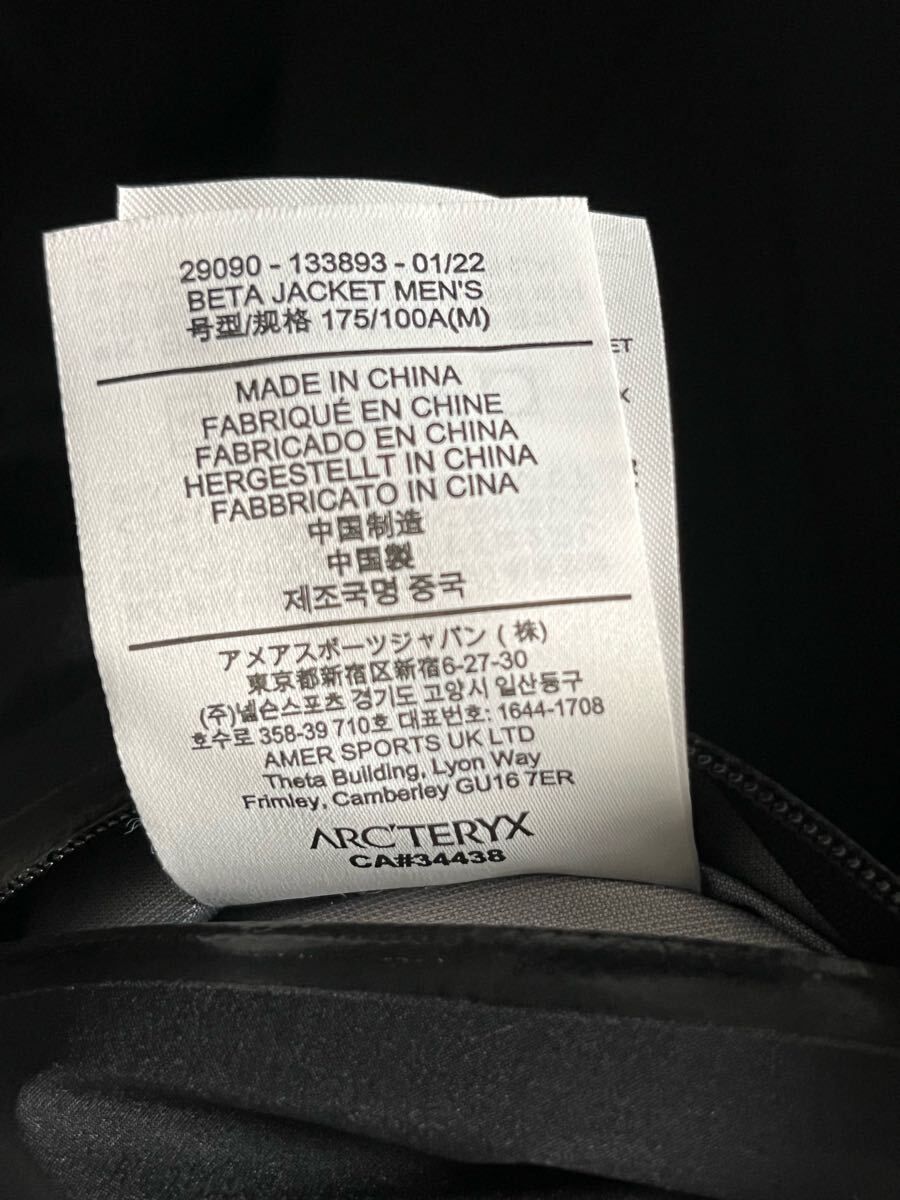 29090 - 133893 - 01/22
BETA JACKET MEN'S
号型/规格 175/100A(M)
MADE IN CHINA
FABRIQUÉ EN CHINE
FABRICADO EN CHINA
HERGESTELLT IN CHINA
FABBRICATO IN CINA
中国制造
中国製
제조국명 중국
アメアスポーツジャパン (株)
東京都新宿区新宿6-27-30
(주)넬슨스포츠 경기도 고양시 일산동구
호수로 358-39 710호 대표번호: 1644-1708
AMER SPORTS UK LTD
Theta Building, Lyon Way
Frimley, Camberley GU16 7ER
ARC'TERYX
CA#34438